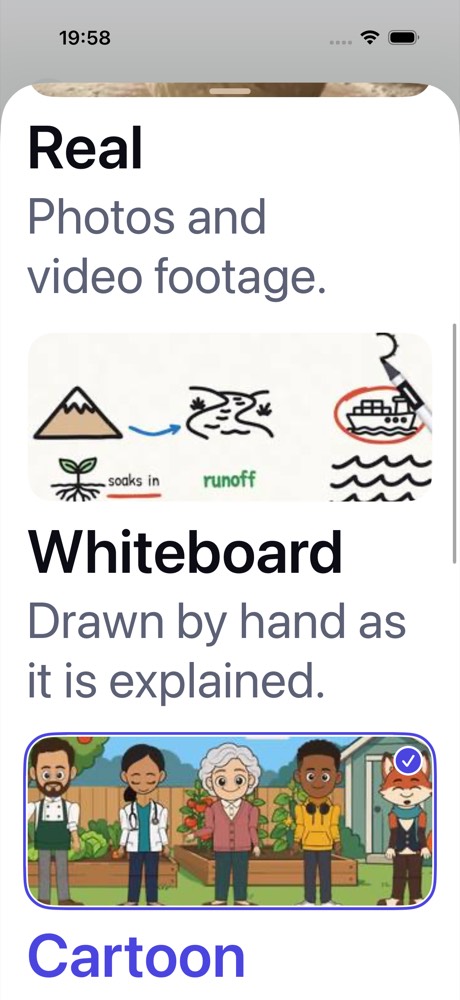 19:58
Real
Photos and
video footage.
soaks in
runoff
Whiteboard
Drawn by hand as
it is explained.
Cartoon